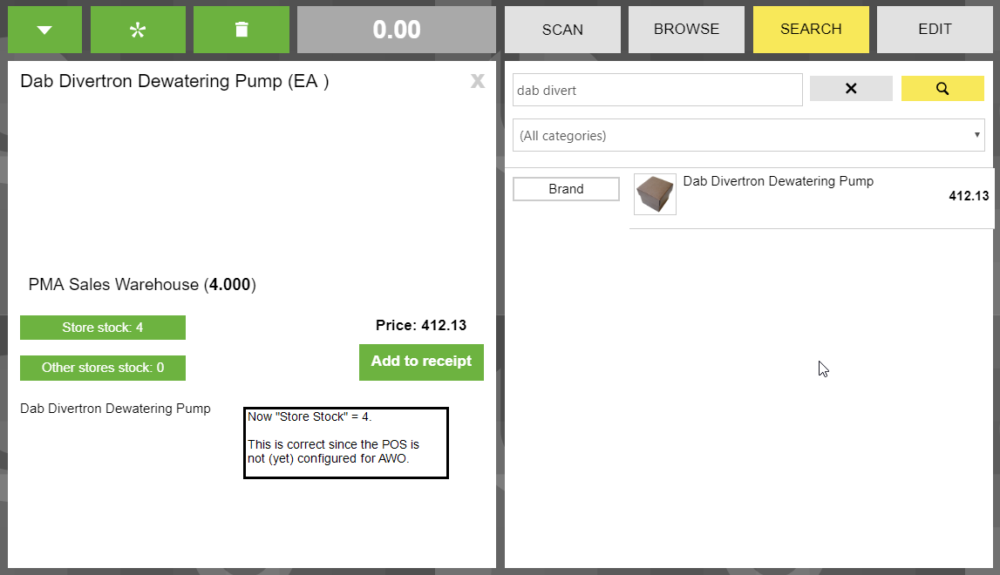 0.00
SCAN
BROWSE
SEARCH
EDIT
Dab Divertron Dewatering Pump (EA )
X
PMA Sales Warehouse (4.000)
Store stock: 4
Price: 412.13
Other stores stock: 0
Add to receipt
Dab Divertron Dewatering Pump
Now "Store Stock" = 4.
This is correct since the POS is
not (yet) configured for AWO.
dab divert
(All categories)
Brand
Dab Divertron Dewatering Pump
412.13